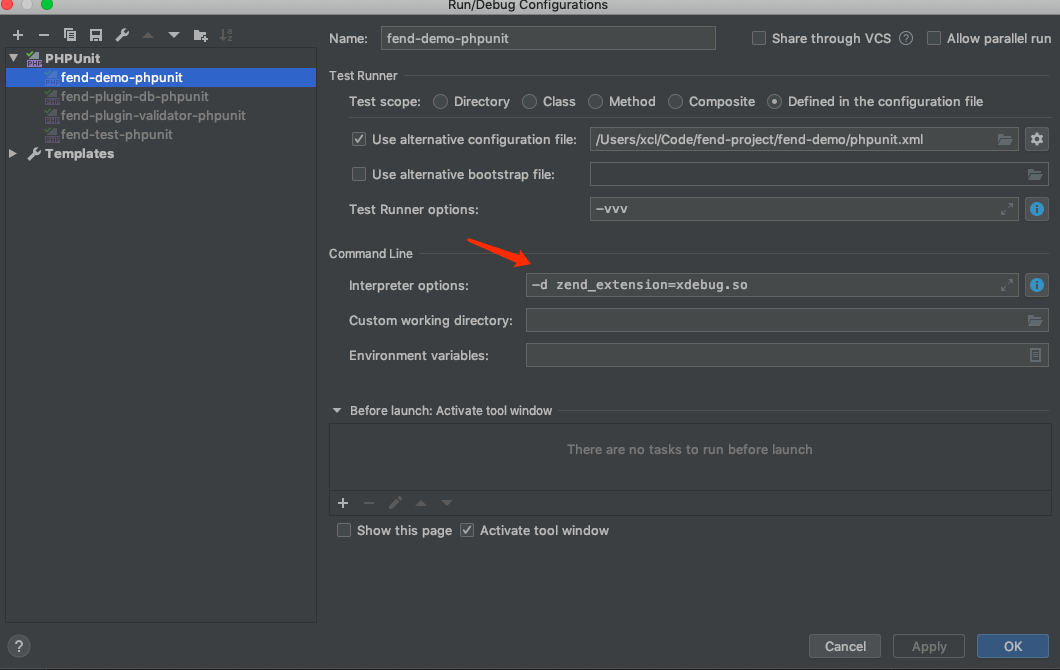 Run/Debug Configurations
Name: fend-demo-phpunit Share through VCS ? Allow parallel run
PHPUnit
fend-demo-phpunit
fend-plugin-db-phpunit
fend-plugin-validator-phpunit
fend-test-phpunit
Templates
Test Runner
Test scope: Directory Class Method Composite Defined in the configuration file
Use alternative configuration file: /Users/xcl/Code/fend-project/fend-demo/phpunit.xml
Use alternative bootstrap file:
Test Runner options: —vvv
Command Line
Interpreter options: —d zend_extension=xdebug.so
Custom working directory:
Environment variables:
Before launch: Activate tool window
There are no tasks to run before launch
Show this page Activate tool window
? Cancel Apply OK